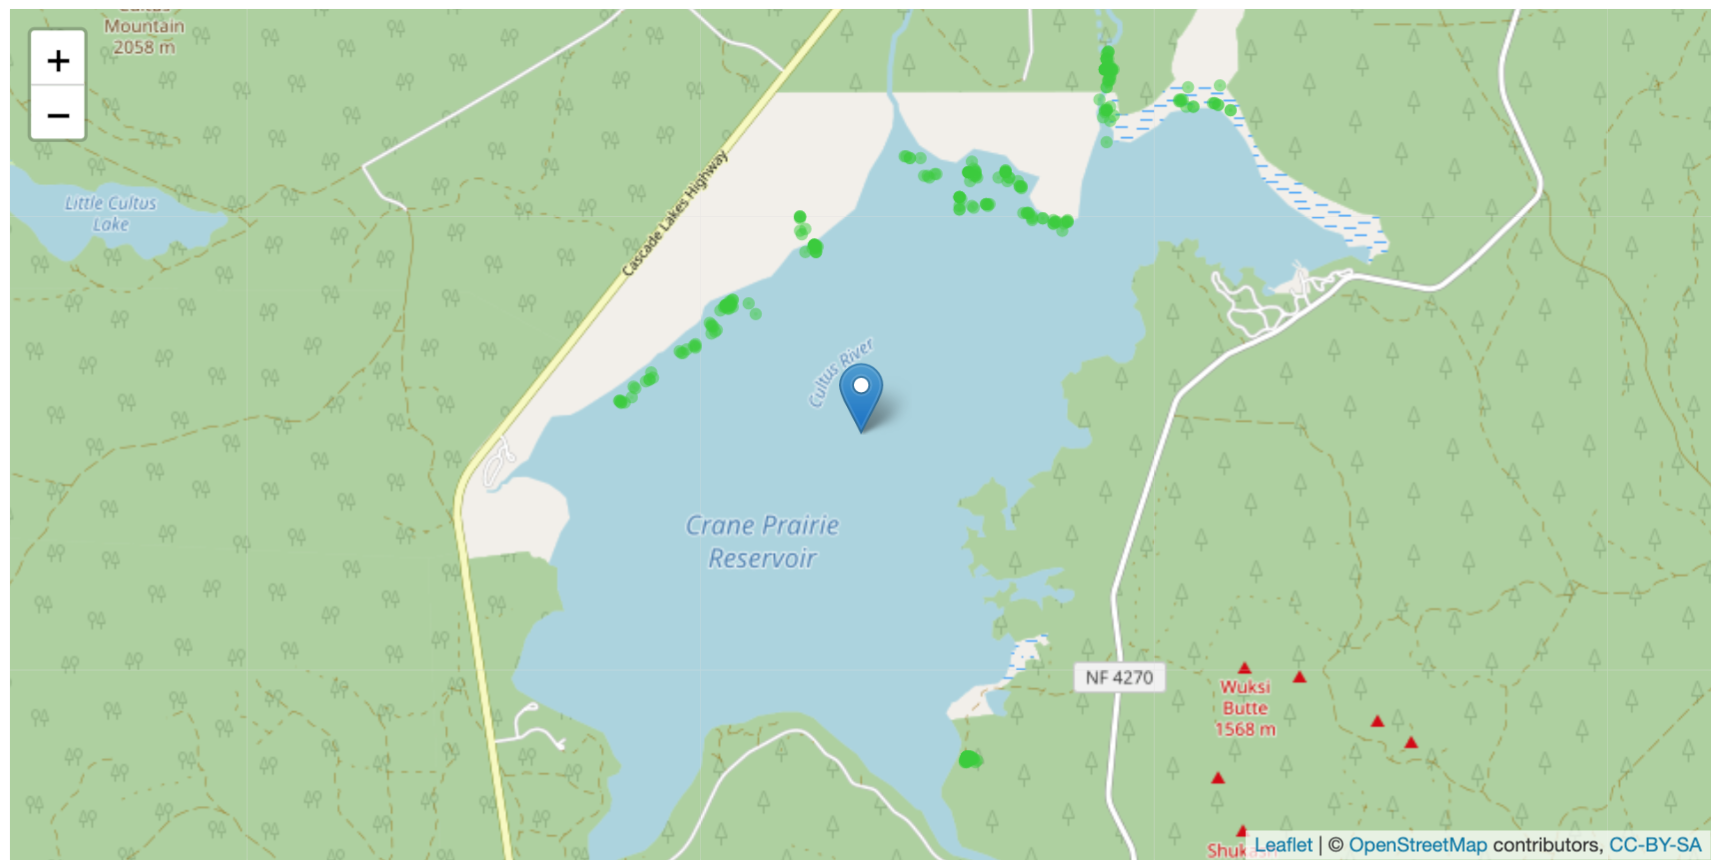 Mountain
2058 m
+
−
Little Cultus
Lake
Cascade Lakes Highway
Cultus River
Crane Prairie
Reservoir
NF 4270
Wuksi
Butte
1568 m
Leaflet | © OpenStreetMap contributors, CC-BY-SA